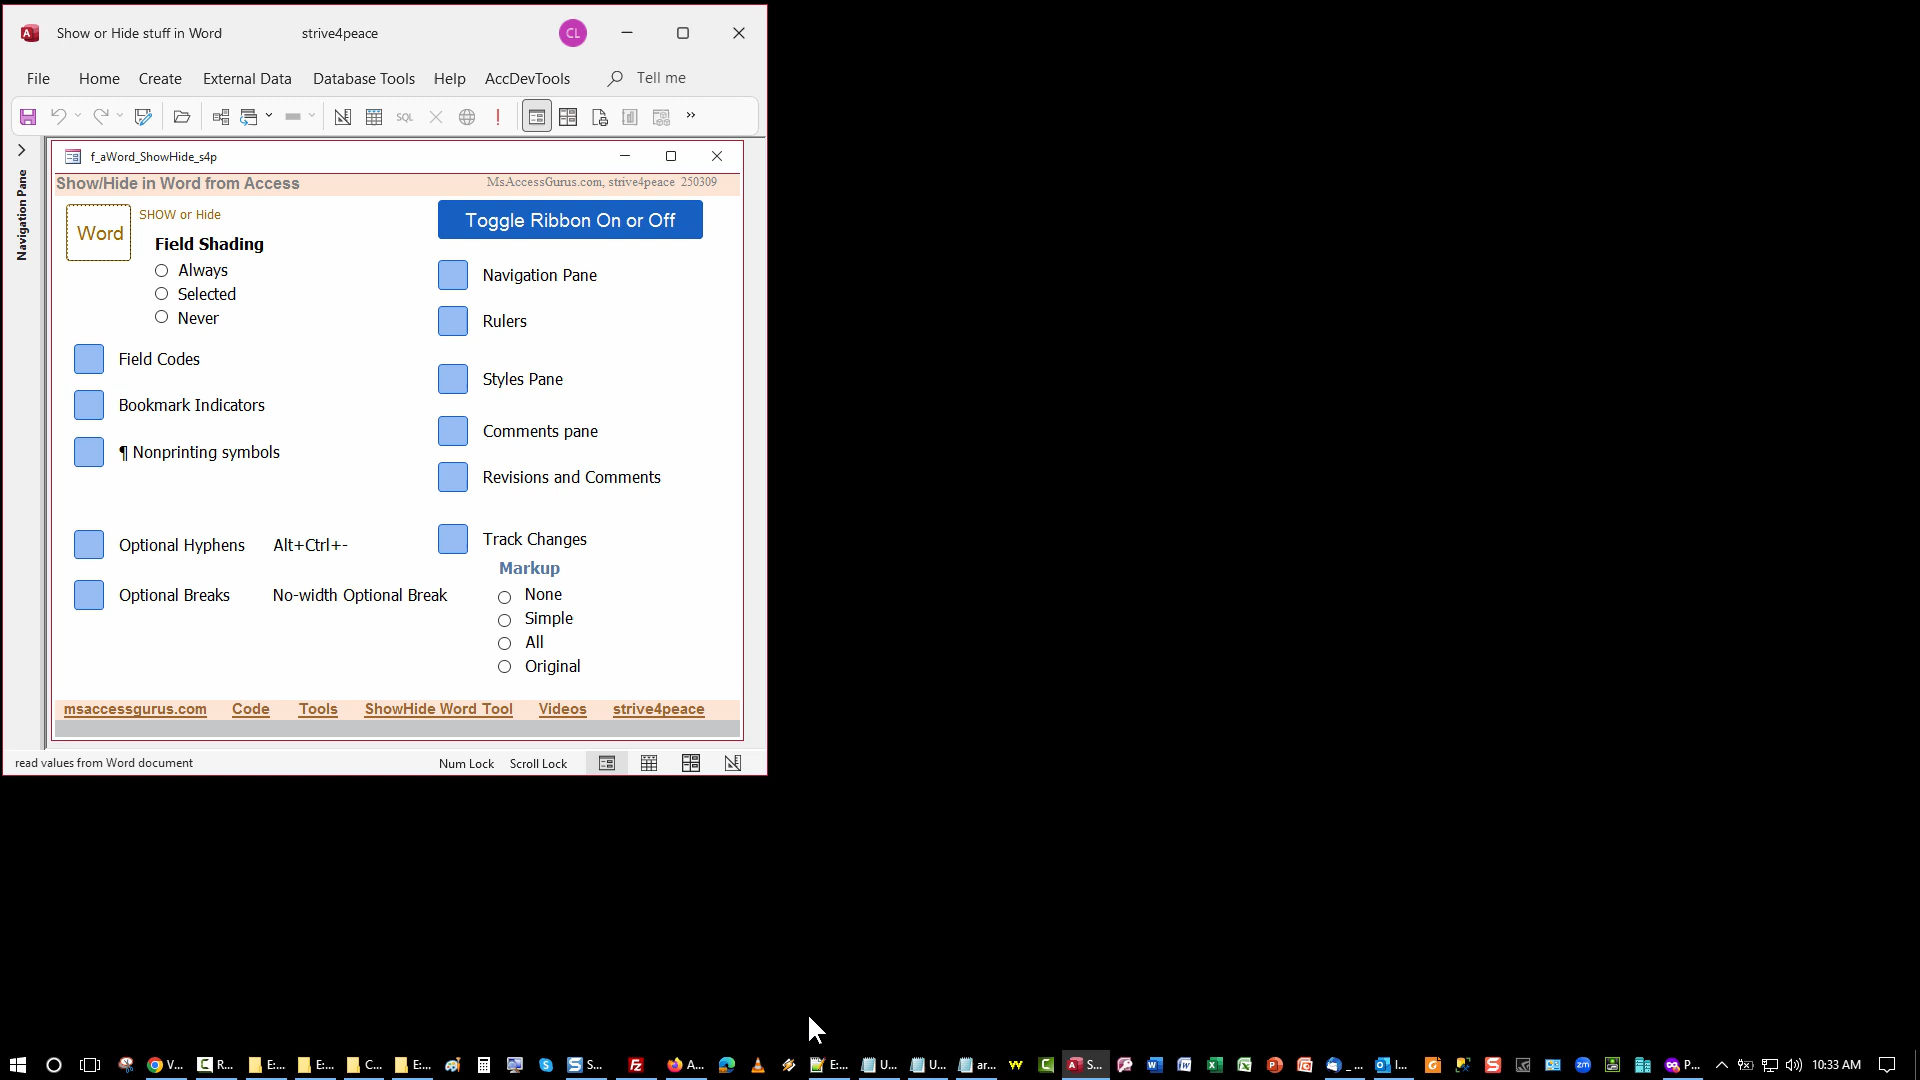 Show or Hide stuff in Word
strive4peace
CL
File
Home
Create
External Data
Database Tools
Help
AccDevTools
Tell me
SQL
Navigation Pane
f_aWord_ShowHide_s4p
Show/Hide in Word from Access
MsAccessGurus.com, strive4peace 250309
Word
SHOW or Hide
Field Shading
Always
Selected
Never
Field Codes
Bookmark Indicators
¶ Nonprinting symbols
Optional Hyphens
Alt+Ctrl+-
Optional Breaks
No-width Optional Break
Toggle Ribbon On or Off
Navigation Pane
Rulers
Styles Pane
Comments pane
Revisions and Comments
Track Changes
Markup
None
Simple
All
Original
msaccessgurus.com
Code
Tools
ShowHide Word Tool
Videos
strive4peace
read values from Word document
Num Lock
Scroll Lock
V...
R...
E:...
E:...
C...
E:...
S...
A...
E:...
U...
U...
ar...
S...
_ ...
I...
P...
10:33 AM